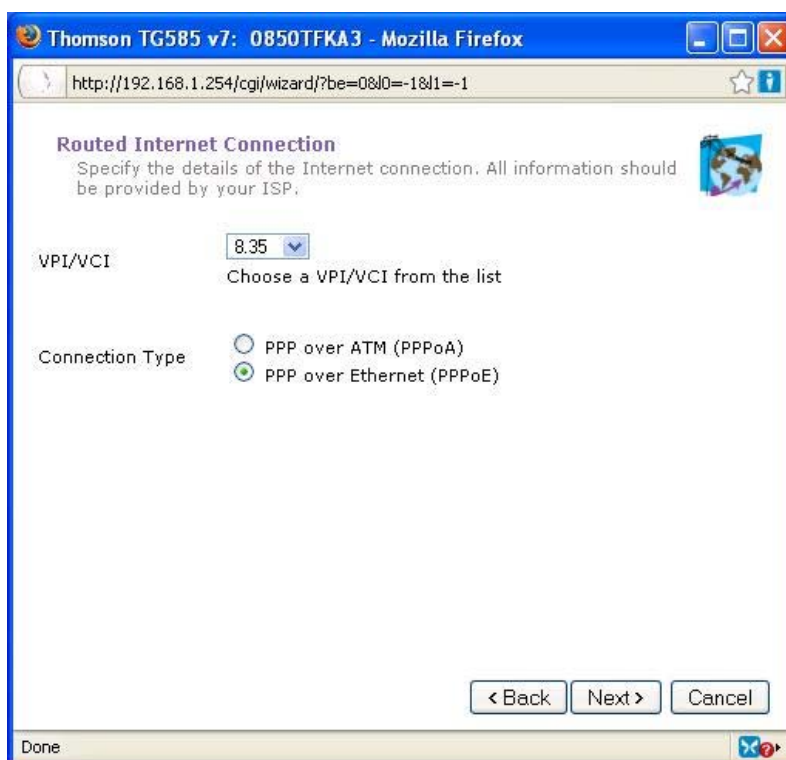 Thomson TG585 v7: 0850TFKA3 - Mozilla Firefox
http://192.168.1.254/cgi/wizard/?be=0&l0=-1&l1=-1
Routed Internet Connection
Specify the details of the Internet connection. All information should
be provided by your ISP.
VPI/VCI
8.35
Choose a VPI/VCI from the list
Connection Type
PPP over ATM (PPPoA)
PPP over Ethernet (PPPoE)
< Back Next > Cancel
Done